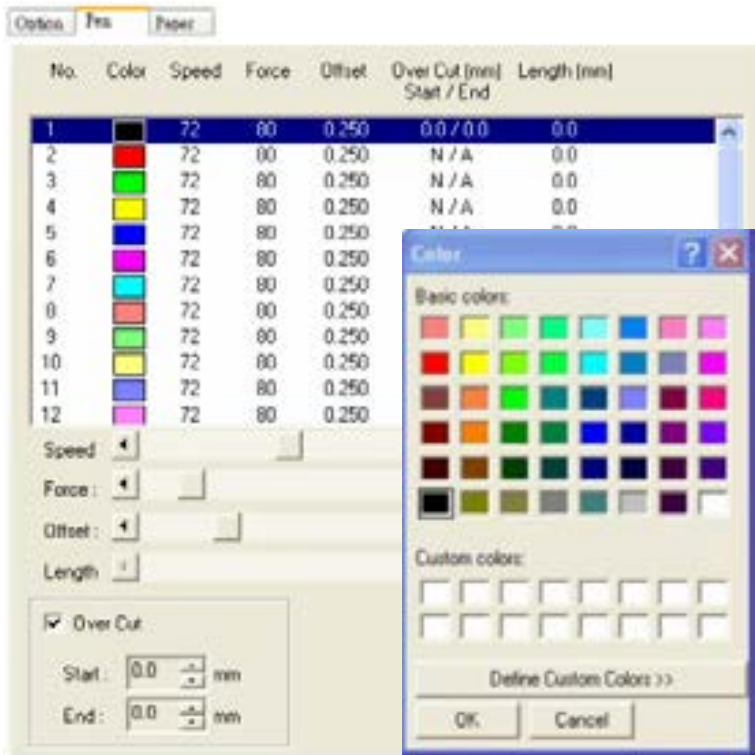 Option Pen Paper
No. Color Speed Force Offset Over Cut (mm) Length (mm)
Start / End
1 72 80 0.250 0.0 / 0.0 0.0
2 72 80 0.250 N / A 0.0
3 72 80 0.250 N / A 0.0
4 72 80 0.250 N / A 0.0
5 72 80 0.250
6 72 80 0.250
7 72 80 0.250
8 72 80 0.250
9 72 80 0.250
10 72 80 0.250
11 72 80 0.250
12 72 80 0.250
Speed
Force :
Offset :
Length
Over Cut
Start : 0.0 mm
End : 0.0 mm
Color
Basic colors:
Custom colors:
Define Custom Colors >>
OK Cancel